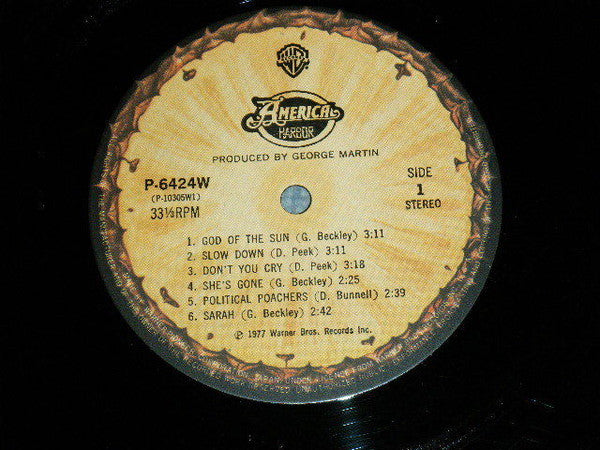 AMERICA
HARBOR
PRODUCED BY GEORGE MARTIN
P-6424W
(P-10305W1)
33⅓RPM
SIDE
1
STEREO
1. GOD OF THE SUN (G. Beckley) 3:11
2. SLOW DOWN (D. Peek) 3:11
3. DON'T YOU CRY (D. Peek) 3:18
4. SHE'S GONE (G. Beckley) 2:25
5. POLITICAL POACHERS (D. Bunnell) 2:39
6. SARAH (G. Beckley) 2:42
℗ 1977 Warner Bros. Records Inc.